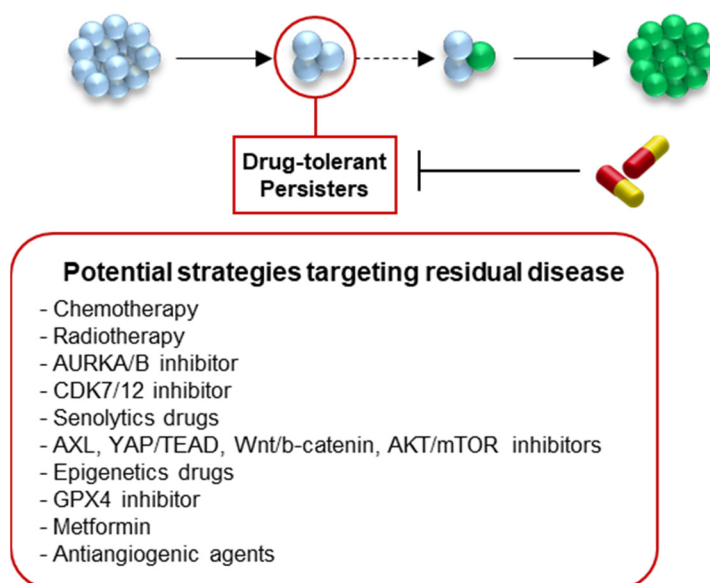 Drug-tolerant
Persisters
Potential strategies targeting residual disease
- Chemotherapy
- Radiotherapy
- AURKA/B inhibitor
- CDK7/12 inhibitor
- Senolytics drugs
- AXL, YAP/TEAD, Wnt/b-catenin, AKT/mTOR inhibitors
- Epigenetics drugs
- GPX4 inhibitor
- Metformin
- Antiangiogenic agents